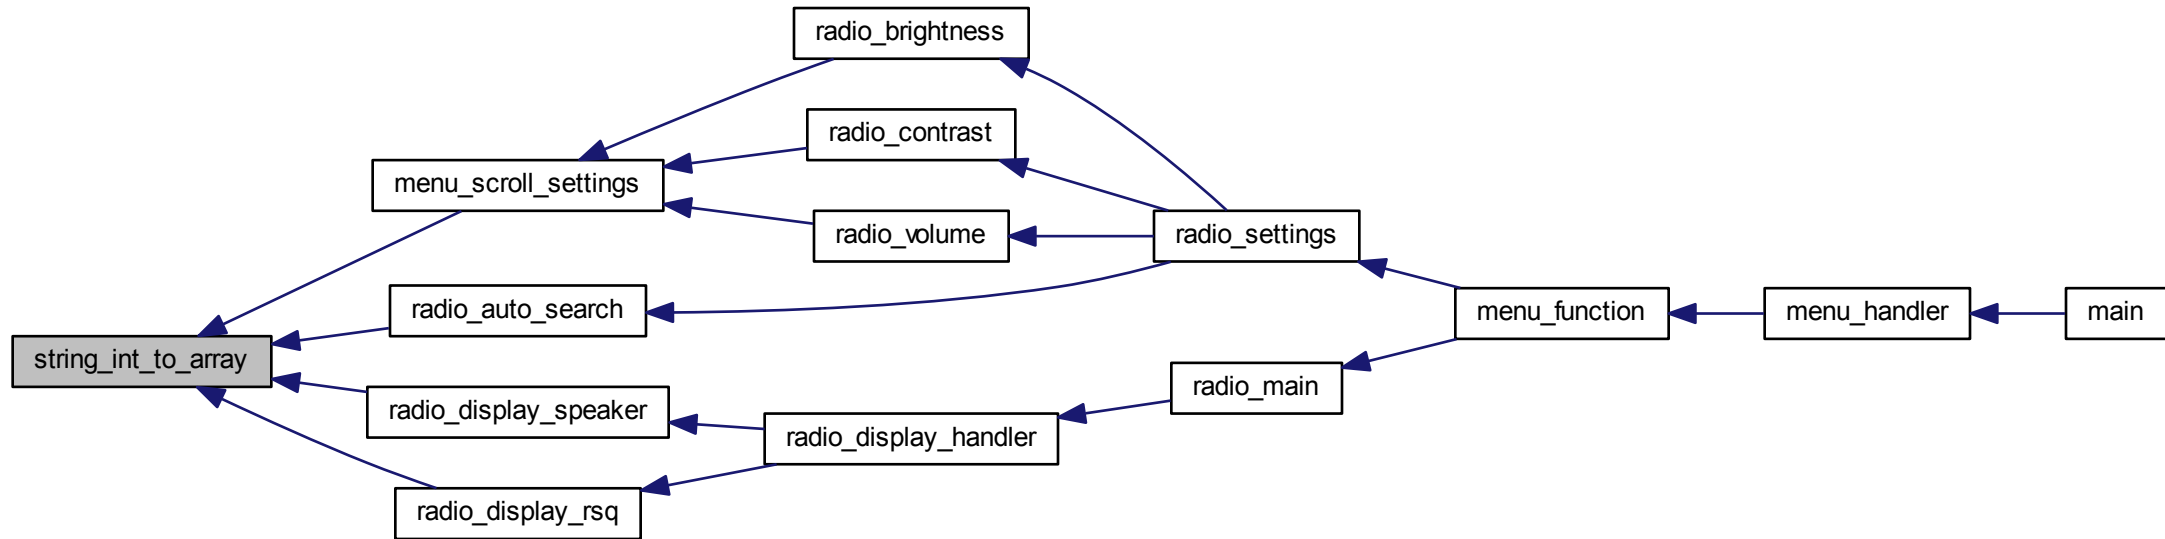 radio_brightness
radio_contrast
menu_scroll_settings
radio_volume
radio_settings
radio_auto_search
menu_function
menu_handler
main
string_int_to_array
radio_main
radio_display_speaker
radio_display_handler
radio_display_rsq